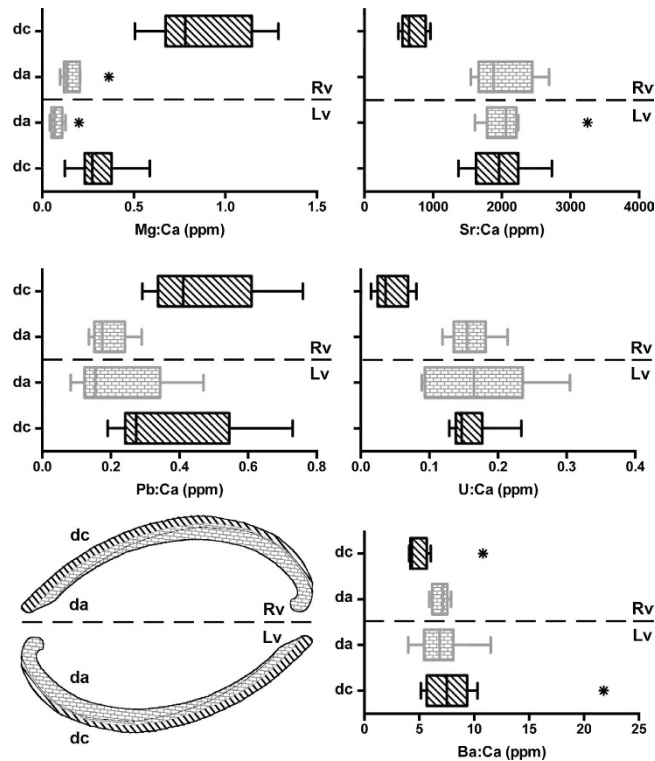 dc
da
Rv
da
Lv
dc
0.0 0.5 1.0 1.5
Mg:Ca (ppm)
Rv
Lv
0 1000 2000 3000 4000
Sr:Ca (ppm)
dc
da
Rv
da
Lv
dc
0.0 0.2 0.4 0.6 0.8
Pb:Ca (ppm)
Rv
Lv
0.0 0.1 0.2 0.3 0.4
U:Ca (ppm)
dc
da
Rv
Lv
da
dc
dc
da
Rv
da
Lv
dc
0 5 10 15 20 25
Ba:Ca (ppm)